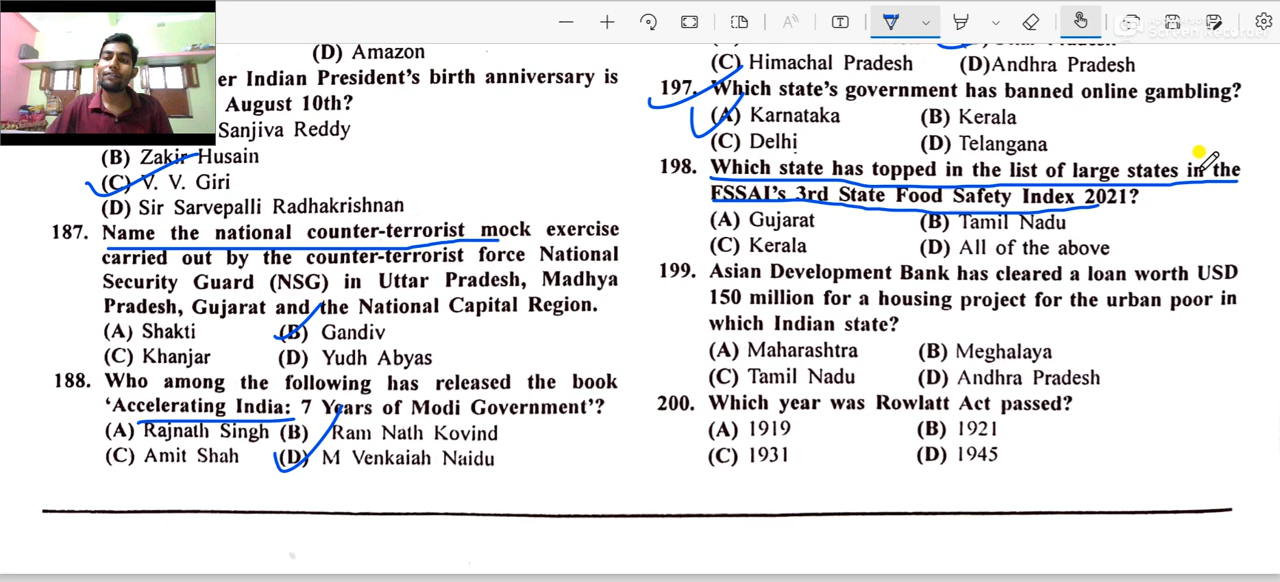 (D) Amazon
er Indian President's birth anniversary is
August 10th?
Sanjiva Reddy
(B) Zakir Husain
(C) V. V. Giri
(D) Sir Sarvepalli Radhakrishnan
187. Name the national counter-terrorist mock exercise
carried out by the counter-terrorist force National
Security Guard (NSG) in Uttar Pradesh, Madhya
Pradesh, Gujarat and the National Capital Region.
(A) Shakti (B) Gandiv
(C) Khanjar (D) Yudh Abyas
188. Who among the following has released the book
'Accelerating India: 7 Years of Modi Government'?
(A) Rajnath Singh (B) Ram Nath Kovind
(C) Amit Shah (D) M Venkaiah Naidu
(C) Himachal Pradesh (D)Andhra Pradesh
197. Which state's government has banned online gambling?
(A) Karnataka (B) Kerala
(C) Delhi (D) Telangana
198. Which state has topped in the list of large states in the
FSSAI's 3rd State Food Safety Index 2021?
(A) Gujarat (B) Tamil Nadu
(C) Kerala (D) All of the above
199. Asian Development Bank has cleared a loan worth USD
150 million for a housing project for the urban poor in
which Indian state?
(A) Maharashtra (B) Meghalaya
(C) Tamil Nadu (D) Andhra Pradesh
200. Which year was Rowlatt Act passed?
(A) 1919 (B) 1921
(C) 1931 (D) 1945
Screen Recorder